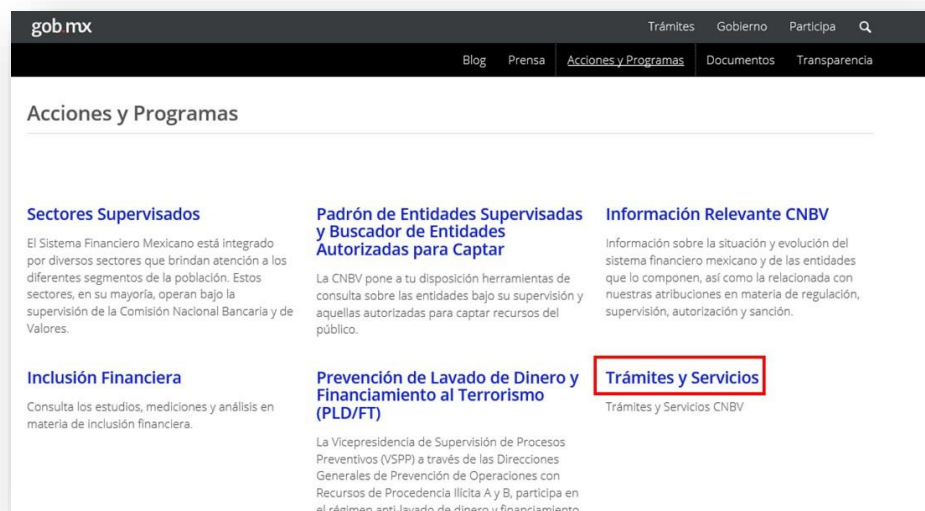 gob.mx
Trámites Gobierno Participa
Blog Prensa Acciones y Programas Documentos Transparencia
Acciones y Programas
Sectores Supervisados
El Sistema Financiero Mexicano está integrado
por diversos sectores que brindan atención a los
diferentes segmentos de la población. Estos
sectores, en su mayoría, operan bajo la
supervisión de la Comisión Nacional Bancaria y de
Valores.
Padrón de Entidades Supervisadas
y Buscador de Entidades
Autorizadas para Captar
La CNBV pone a tu disposición herramientas de
consulta sobre las entidades bajo su supervisión y
aquellas autorizadas para captar recursos del
público.
Información Relevante CNBV
Información sobre la situación y evolución del
sistema financiero mexicano y de las entidades
que lo componen, así como la relacionada con
nuestras atribuciones en materia de regulación,
supervisión, autorización y sanción.
Inclusión Financiera
Consulta los estudios, mediciones y análisis en
materia de inclusión financiera.
Prevención de Lavado de Dinero y
Financiamiento al Terrorismo
(PLD/FT)
La Vicepresidencia de Supervisión de Procesos
Preventivos (VSPP) a través de las Direcciones
Generales de Prevención de Operaciones con
Recursos de Procedencia Ilícita A y B, participa en
el régimen anti-lavado de dinero y financiamiento
Trámites y Servicios
Trámites y Servicios CNBV